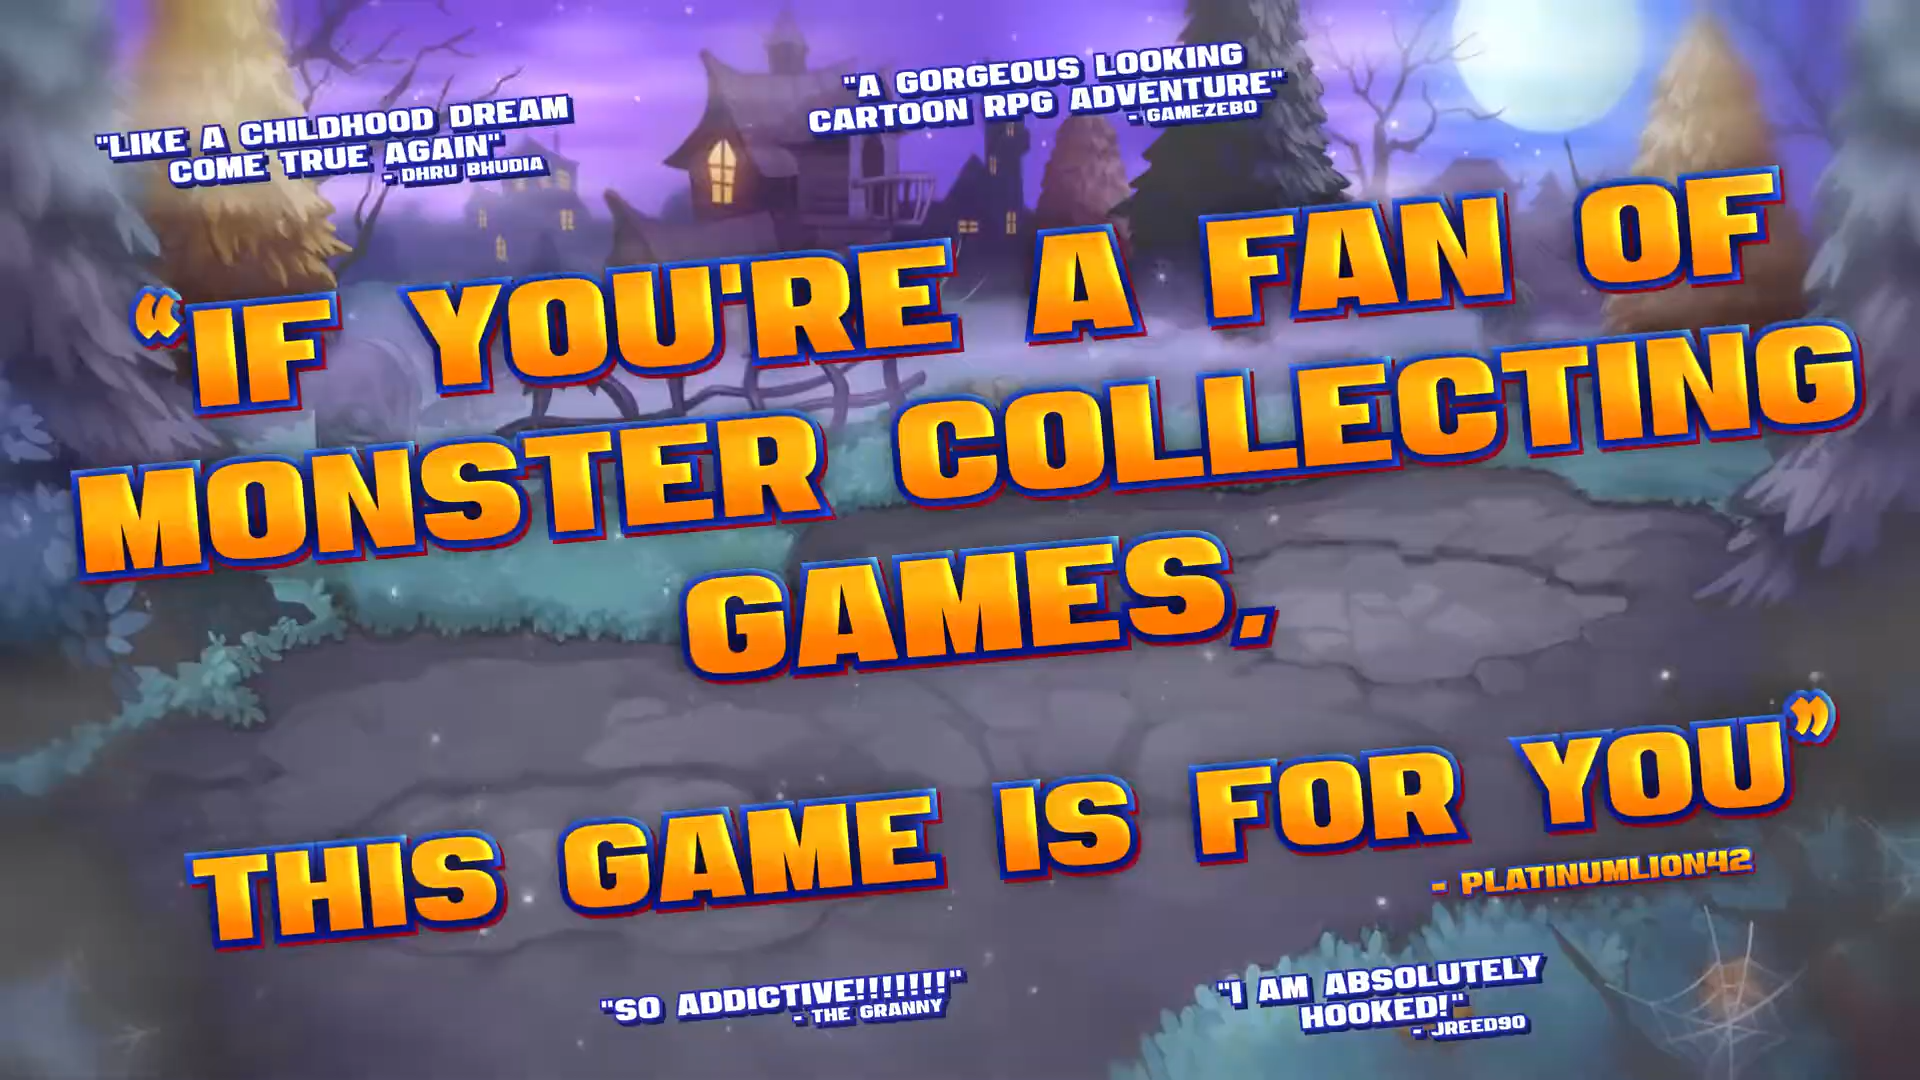 "LIKE A CHILDHOOD DREAM
COME TRUE AGAIN"
- DHRU BHUDIA
"A GORGEOUS LOOKING
CARTOON RPG ADVENTURE"
- GAMEZEBO
“IF YOU'RE A FAN OF
MONSTER COLLECTING
GAMES,
THIS GAME IS FOR YOU”
- PLATINUMLION42
"SO ADDICTIVE!!!!!!!"
- THE GRANNY
"I AM ABSOLUTELY
HOOKED!"
- JREED90